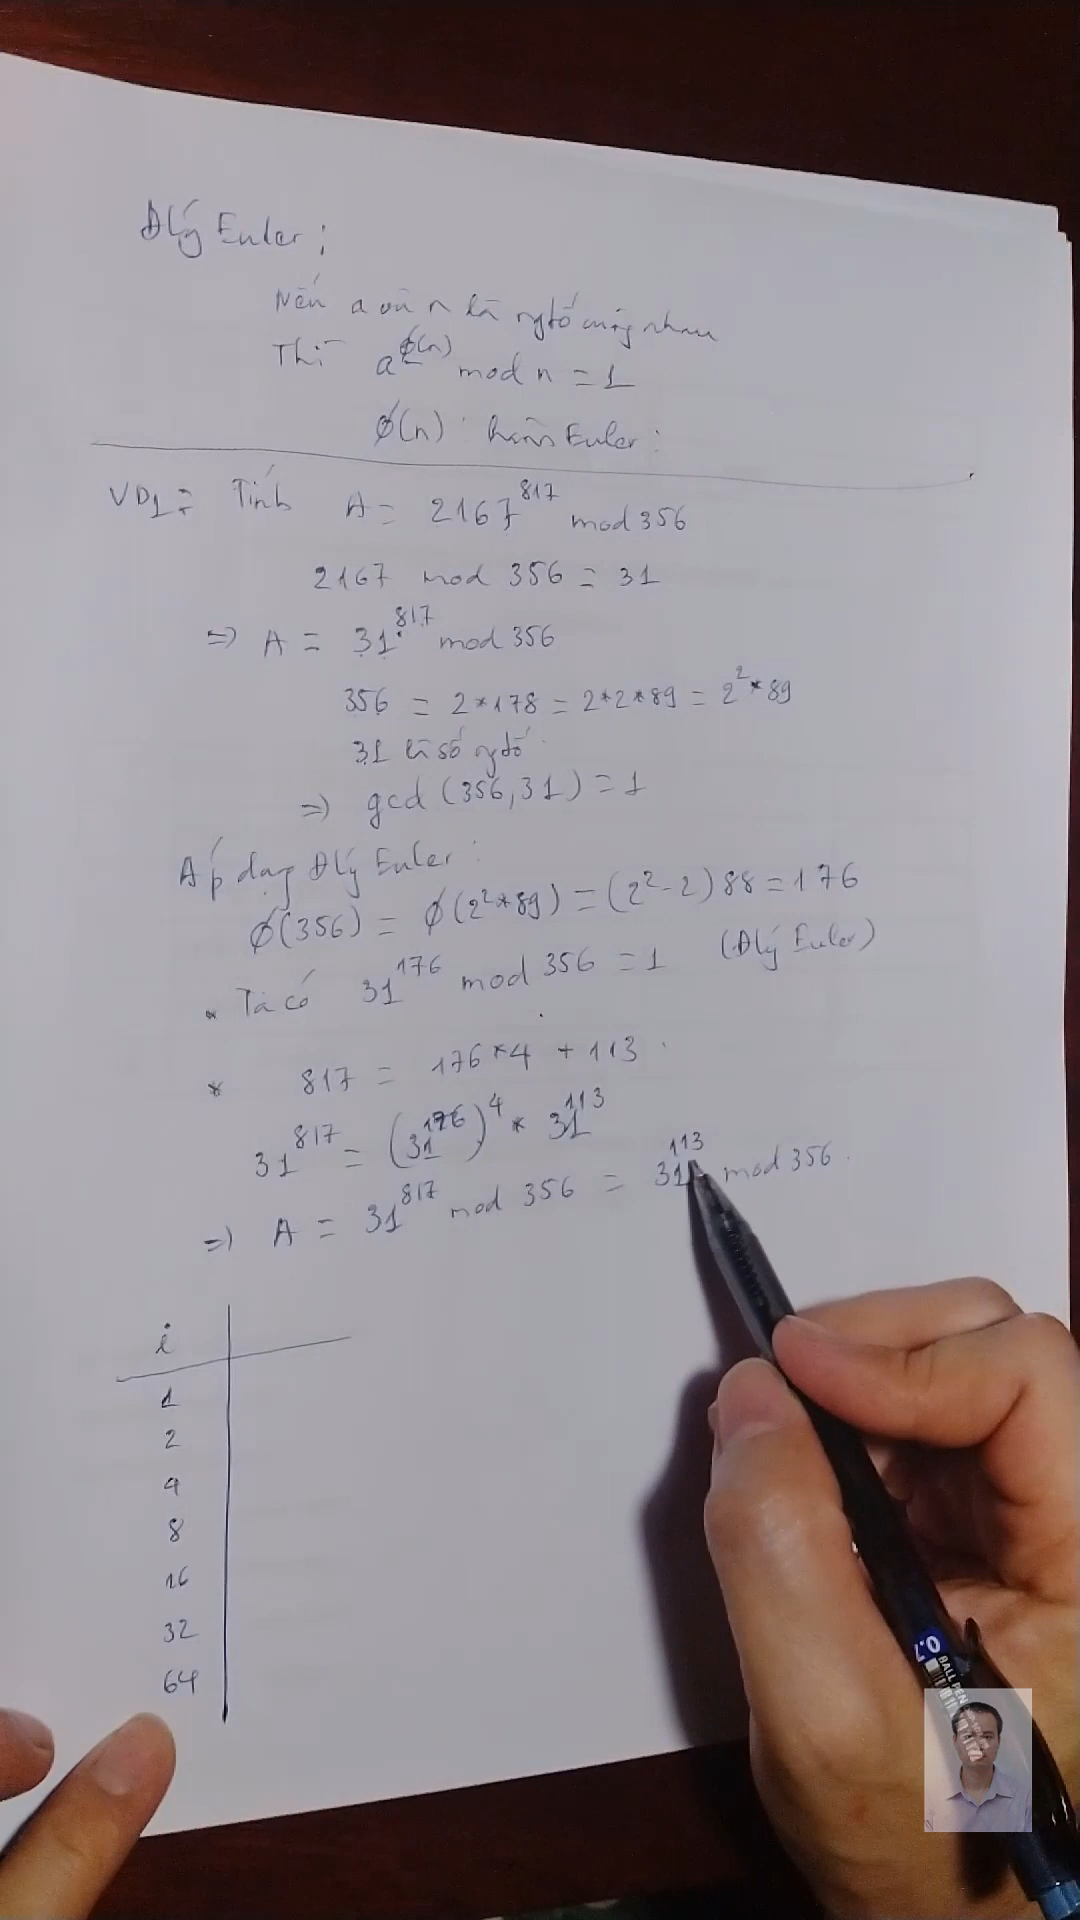 Đlý Euler:
Nếu a và n là ngtố cùng nhau
Thì a^ϕ(n) mod n = 1
ϕ(n): hàm Euler:
VD1: Tính A = 2167^817 mod 356
2167 mod 356 = 31
=> A = 31^817 mod 356
356 = 2*178 = 2*2*89 = 2^2*89
31 là số ngtố
=> gcd(356,31) = 1
Áp dụng Đlý Euler:
ϕ(356) = ϕ(2^2*89) = (2^2-2)88 = 176
* Ta có 31^176 mod 356 = 1 (Đlý Euler)
* 817 = 176*4 + 113
31^817 = (31^176)^4 * 31^113
=> A = 31^817 mod 356 = 31^113 mod 356.
i
1
2
4
8
16
32
64
0.7
BALL PEN